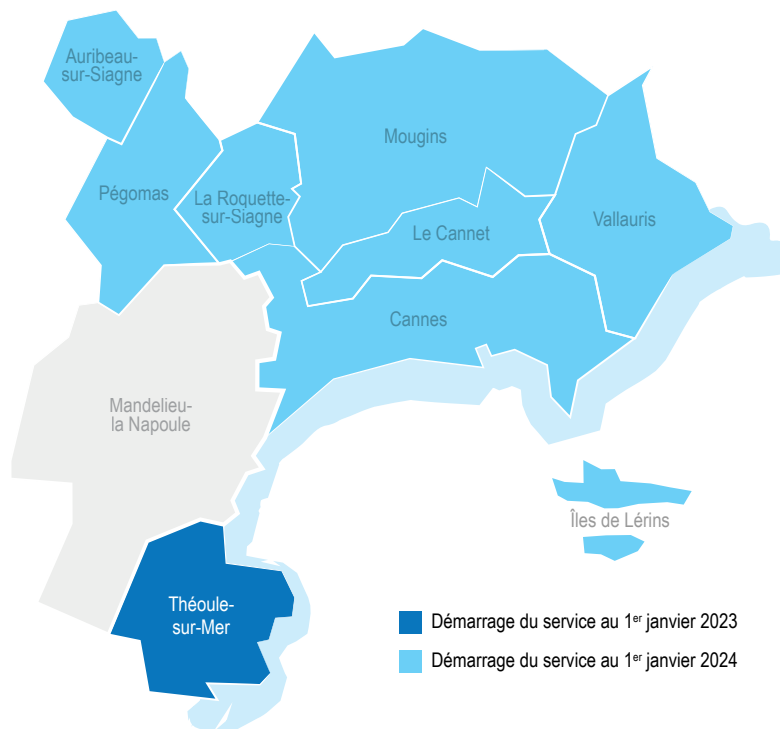 Auribeau-
sur-Siagne
Mougins
Pégomas
La Roquette-
sur-Siagne
Vallauris
Le Cannet
Cannes
Mandelieu-
la Napoule
Îles de Lérins
Théoule-
sur-Mer
Démarrage du service au 1er janvier 2023
Démarrage du service au 1er janvier 2024